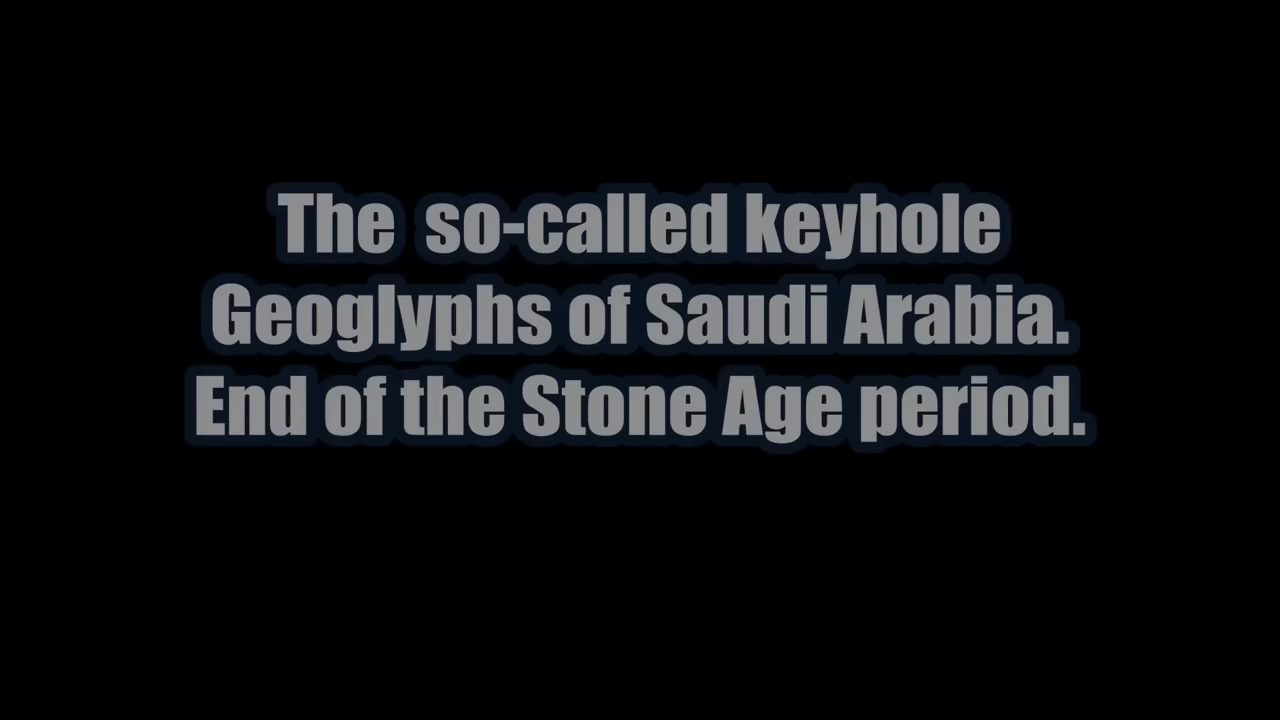 The so-called keyhole
Geoglyphs of Saudi Arabia.
End of the Stone Age period.